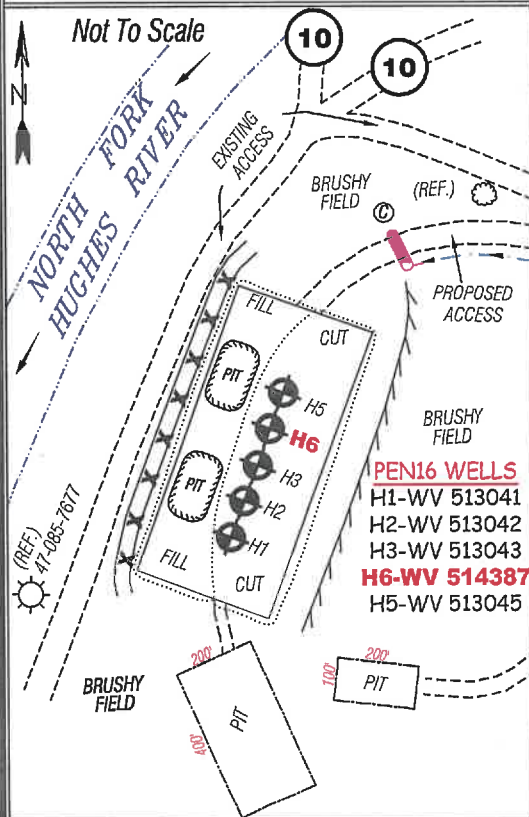 Not To Scale
10
10
N
NORTH FORK
HUGHES RIVER
EXISTING
ACCESS
BRUSHY
FIELD
(REF.)
C
PROPOSED
ACCESS
FILL
CUT
PIT
H5
H6
H3
H2
H1
PIT
FILL
CUT
BRUSHY
FIELD
PEN16 WELLS
H1-WV 513041
H2-WV 513042
H3-WV 513043
H6-WV 514387
H5-WV 513045
(REF.)
47-085-7677
BRUSHY
FIELD
200'
400'
PIT
200'
100'
PIT